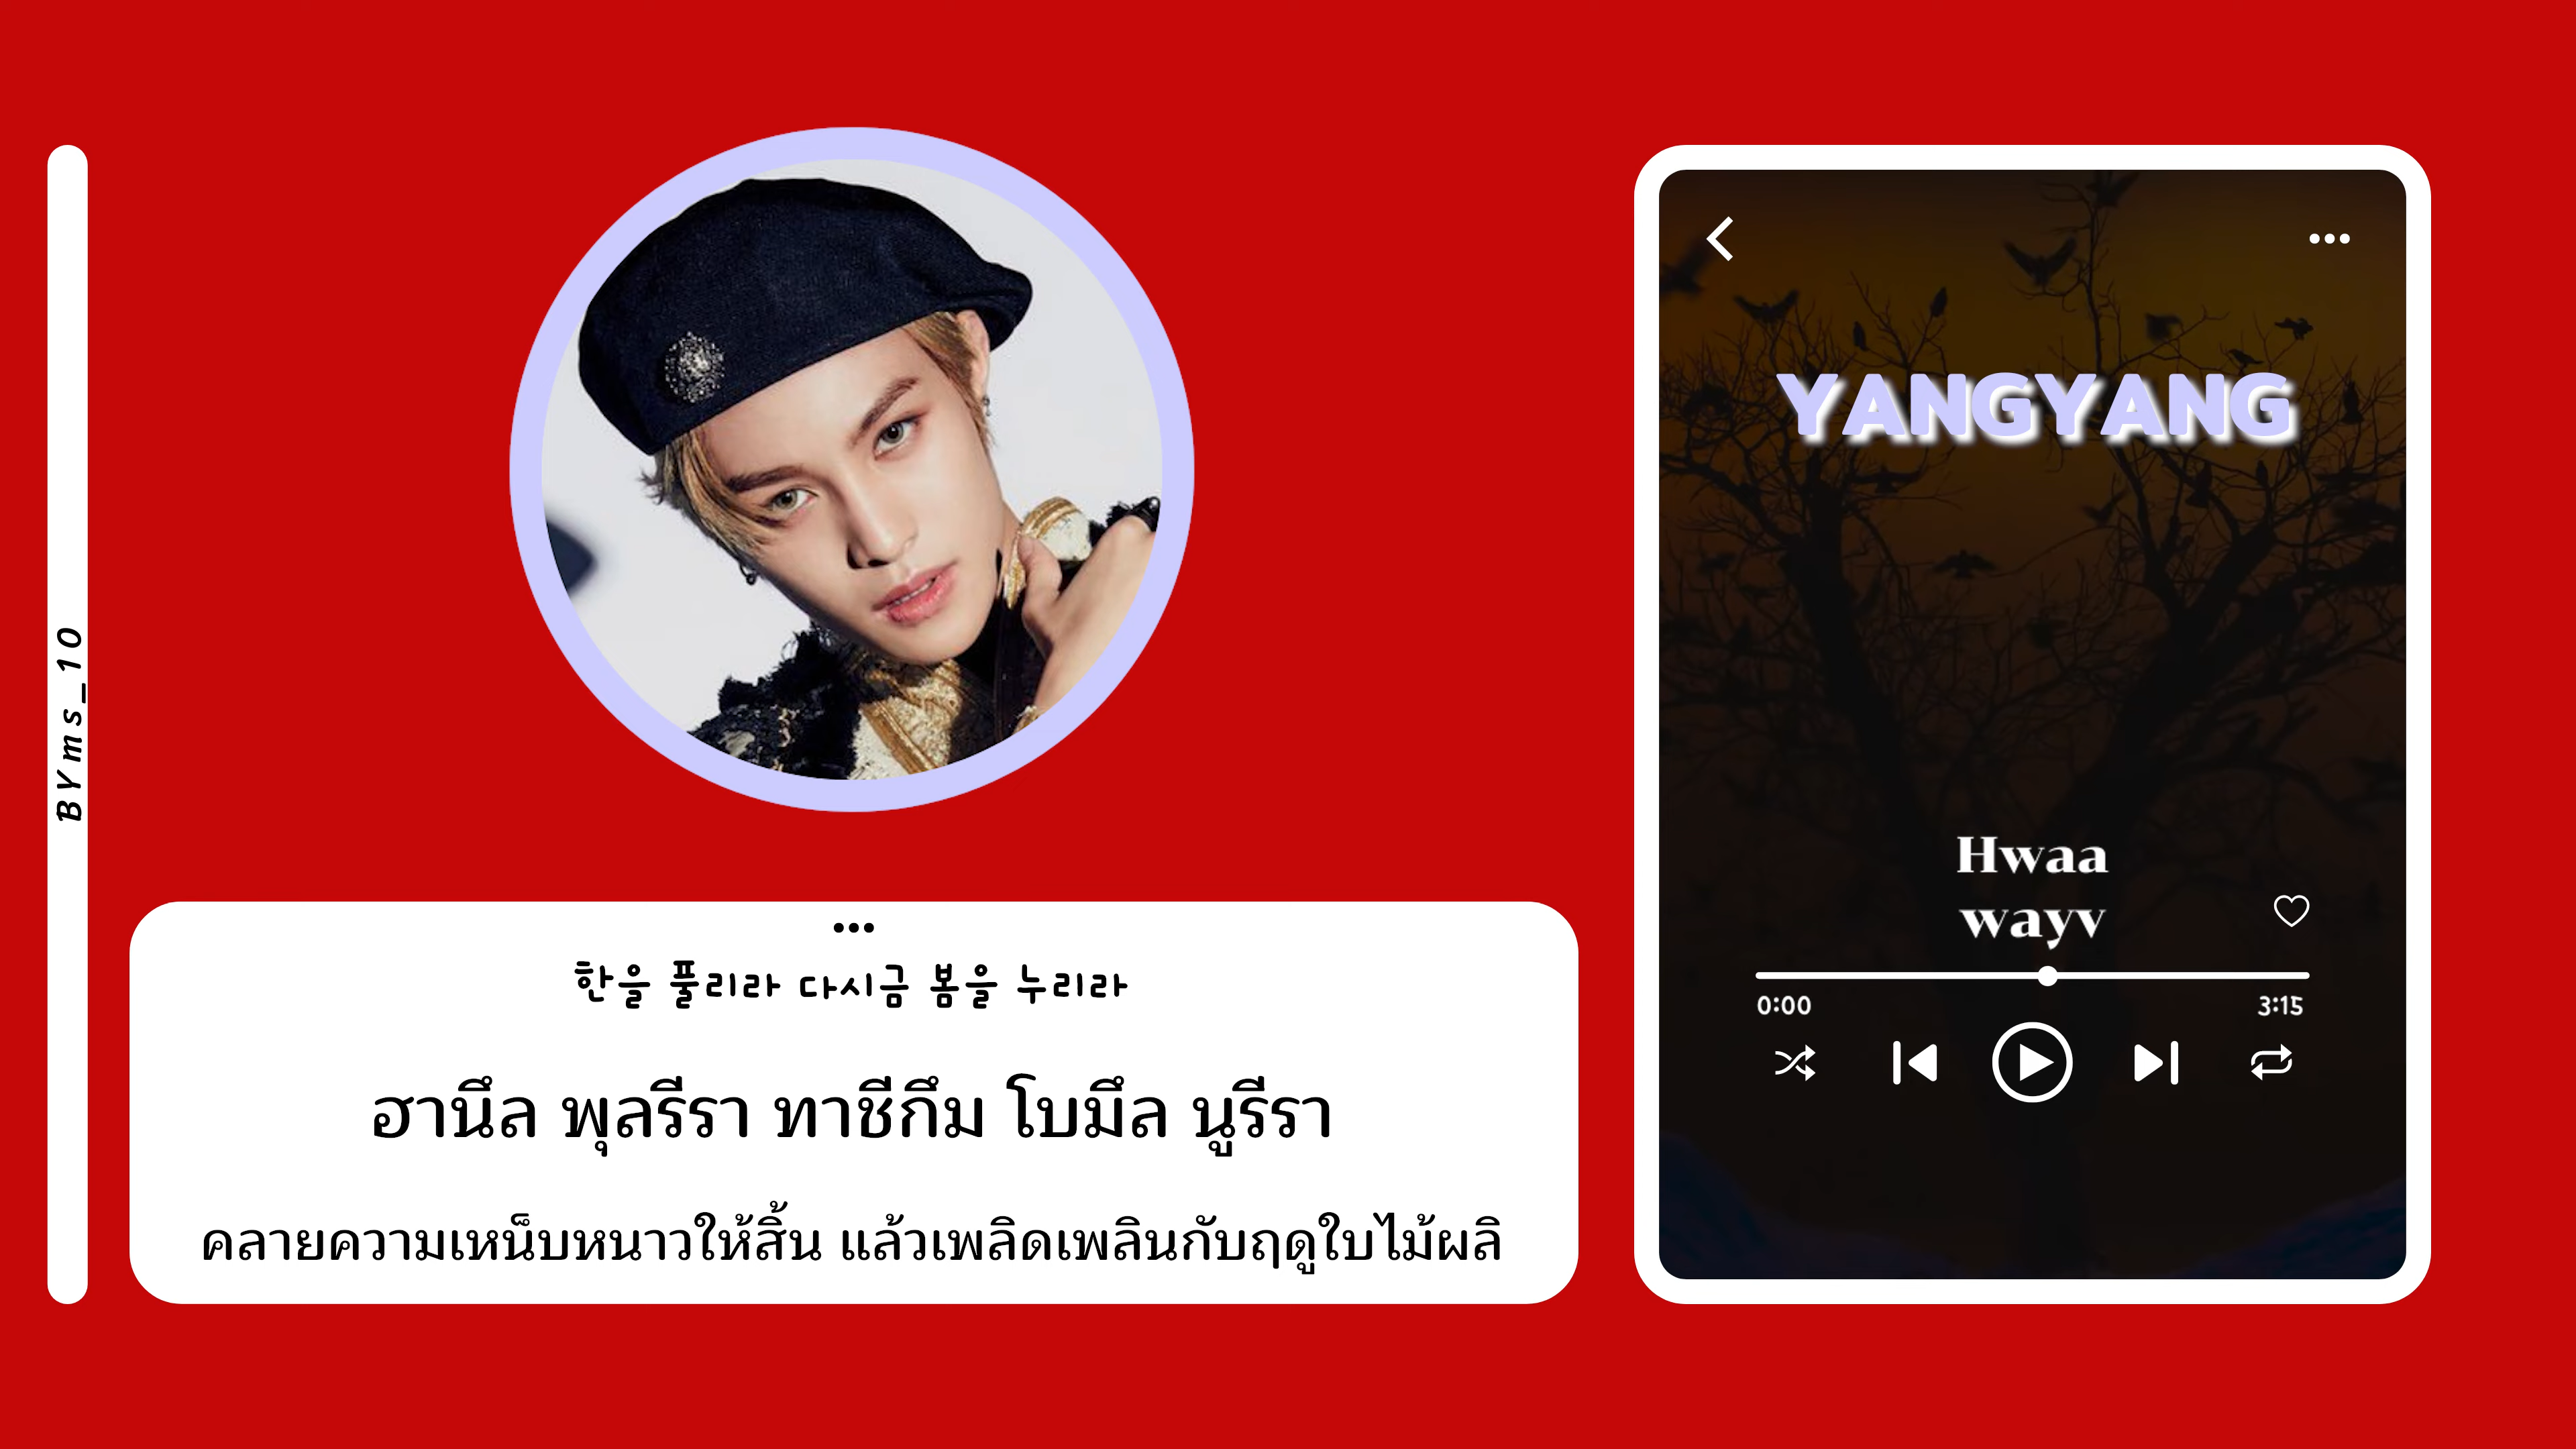 BYms_10
한을 풀리라 다시금 봄을 누리라
ฮานึล พุลรีรา ทาชีกึม โบมึล นูรีรา
คลายความเหน็บหนาวให้สิ้น แล้วเพลิดเพลินกับฤดูใบไม้ผลิ
YANGYANG
Hwaa
wayv
0:00 3:15